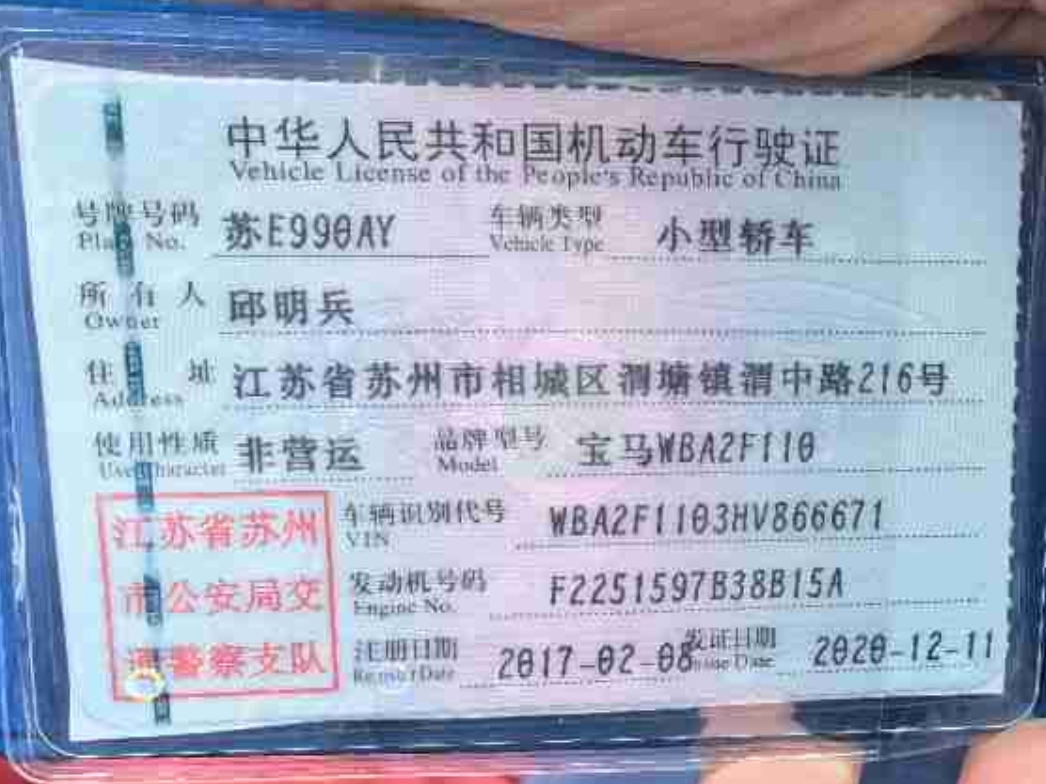 中华人民共和国机动车行驶证
Vehicle License of the People's Republic of China
号牌号码 苏E990AY 车辆类型 小型轿车
Plate No. Vehicle Type
所有人 邱明兵
Owner
住址 江苏省苏州市相城区渭塘镇渭中路216号
Address
使用性质 非营运 品牌型号 宝马WBA2F110
Use Character Model
江苏省苏州
市公安局交
通警察支队
车辆识别代号 WBA2F1103HV866671
VIN
发动机号码 F2251597B38B15A
Engine No.
注册日期 2017-02-08 发证日期 2020-12-11
Register Date Issue Date